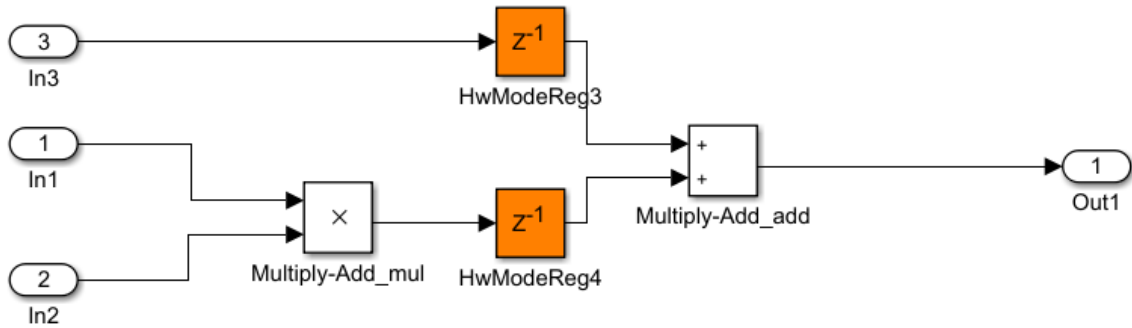 3
In3
Z-1
HwModeReg3
1
In1
+
+
Multiply-Add_add
1
Out1
×
Multiply-Add_mul
Z-1
HwModeReg4
2
In2